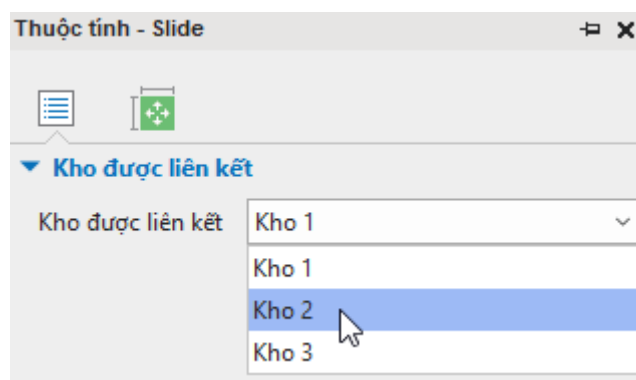 Thuộc tính - Slide
Kho được liên kết
Kho được liên kết Kho 1
Kho 1
Kho 2
Kho 3